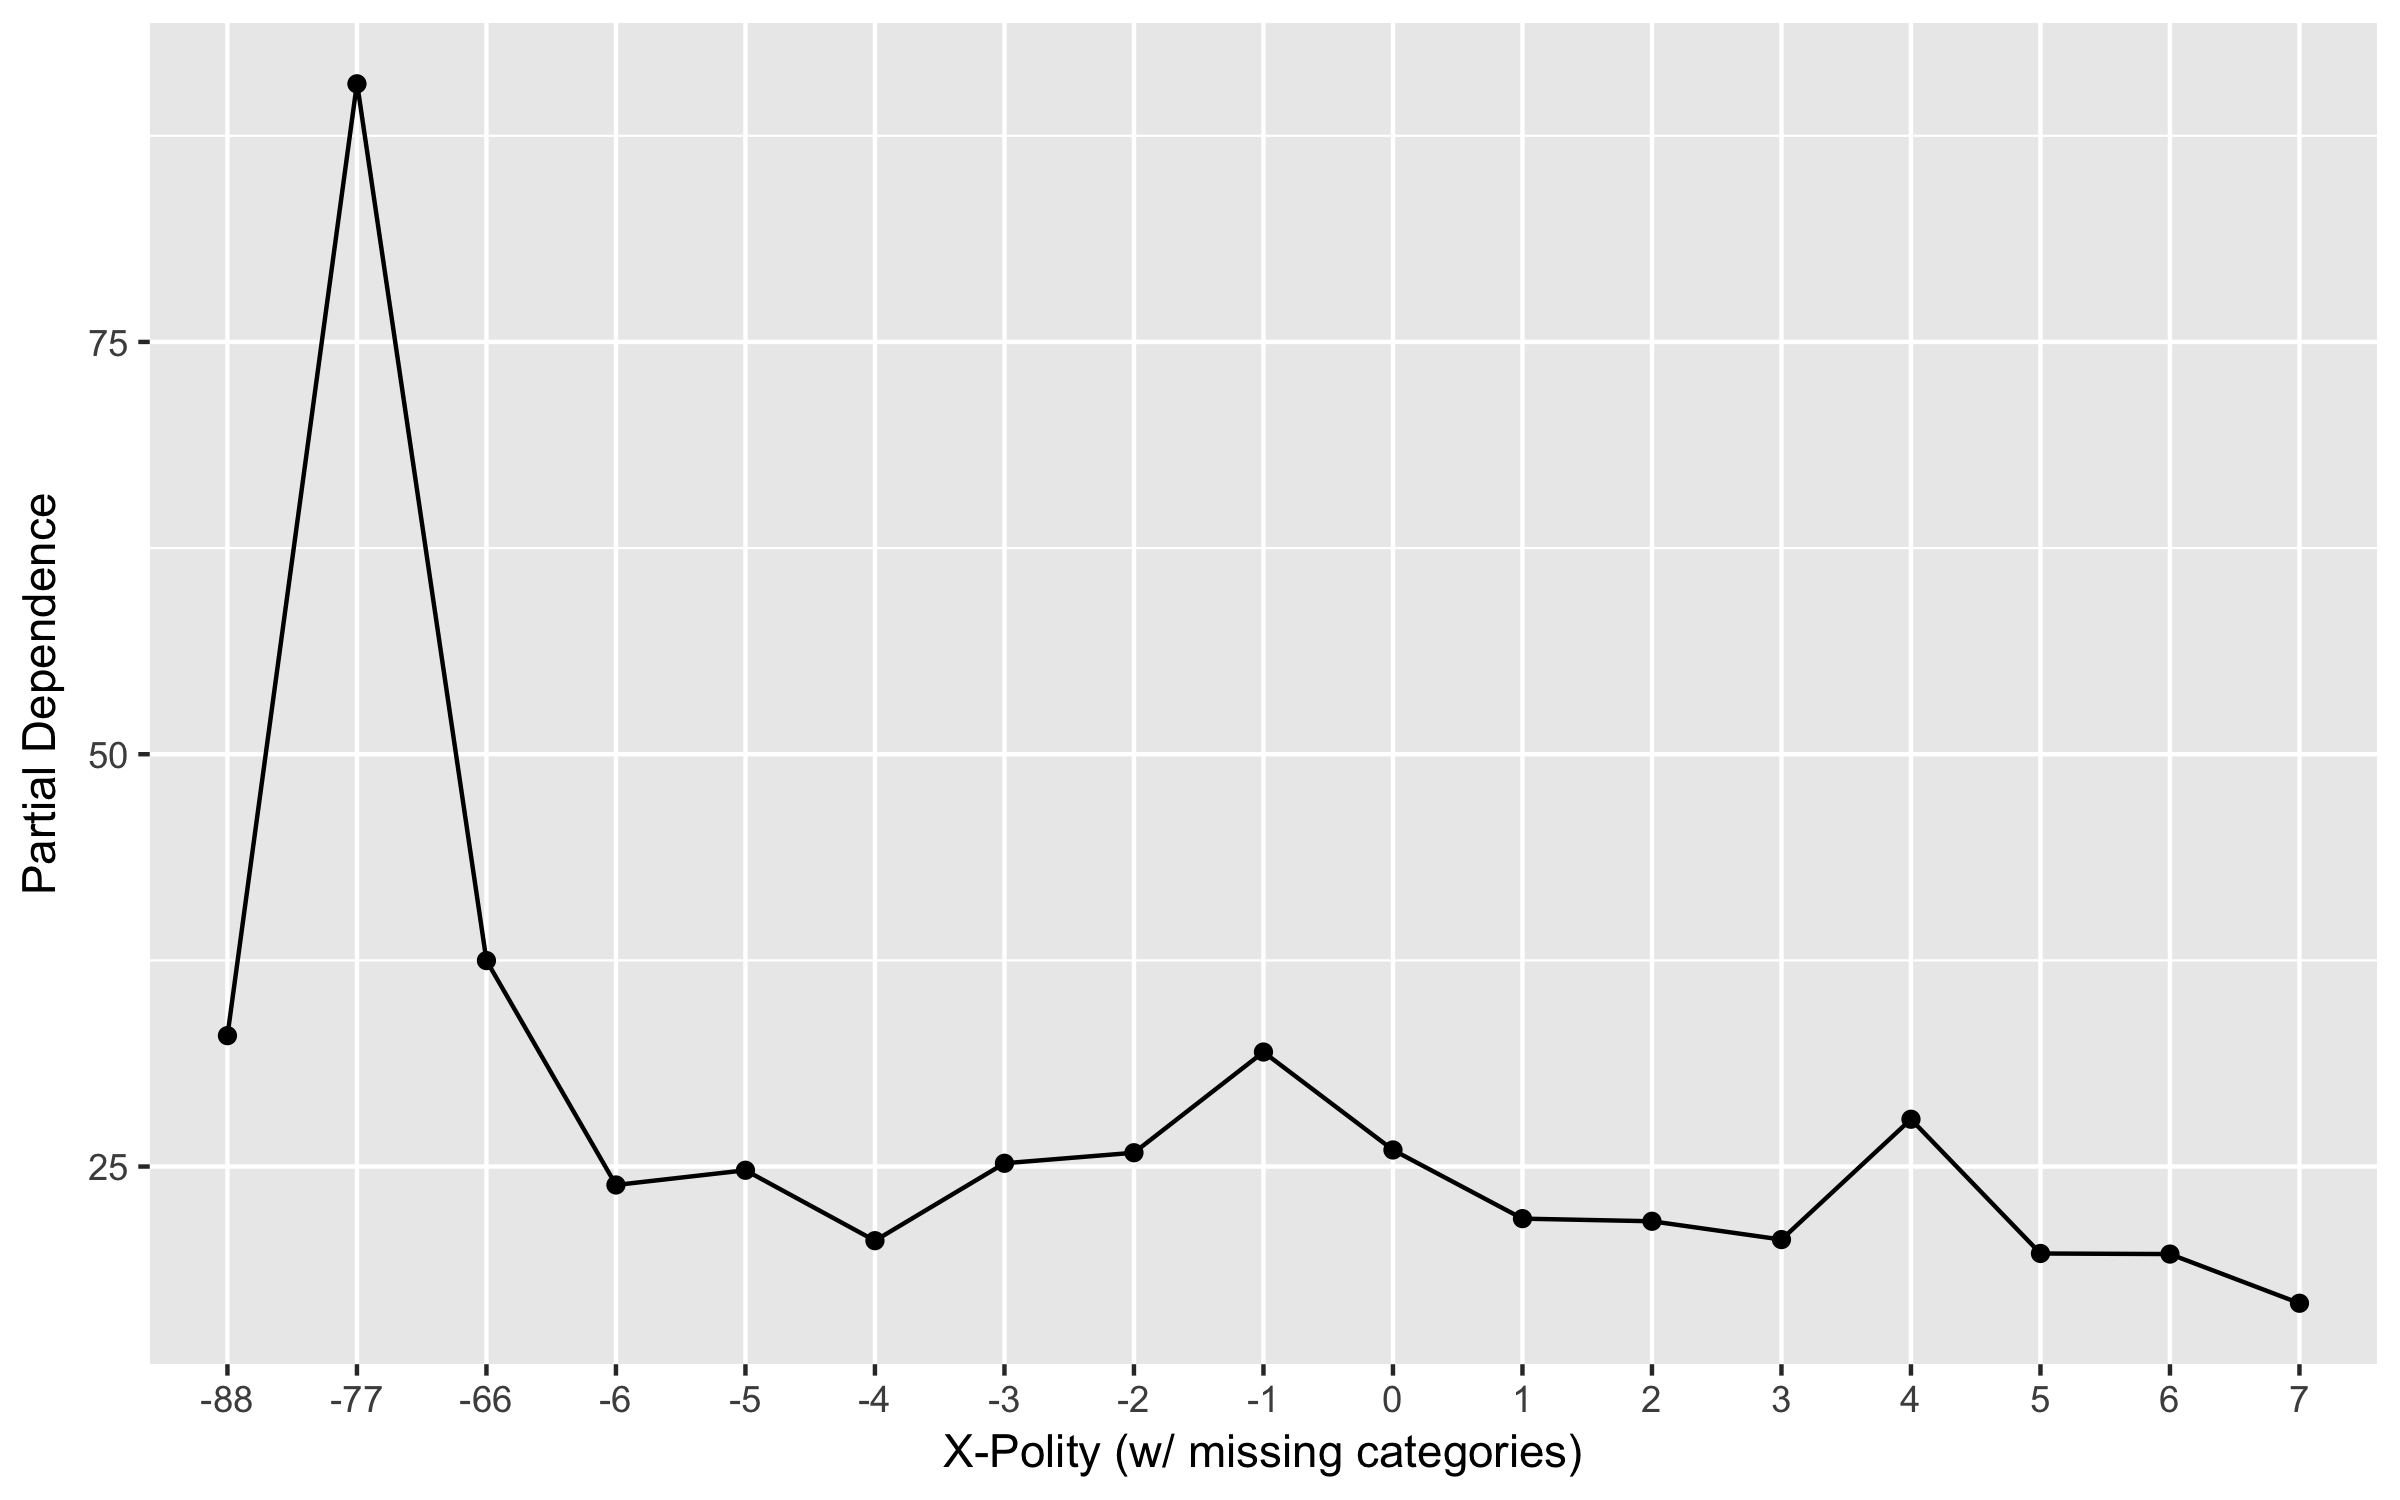 Partial Dependence
75
50
25
-88 -77 -66 -6 -5 -4 -3 -2 -1 0 1 2 3 4 5 6 7
X-Polity (w/ missing categories)